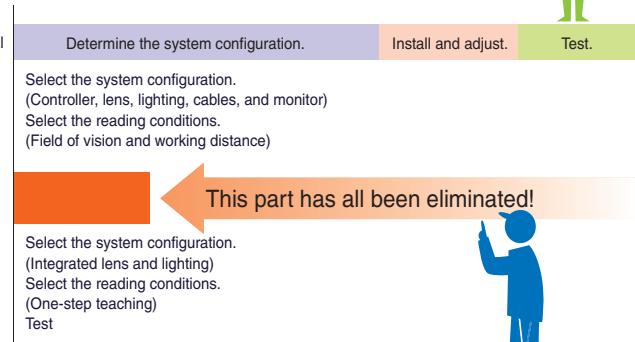 l
Determine the system configuration. Install and adjust. Test.
Select the system configuration.
(Controller, lens, lighting, cables, and monitor)
Select the reading conditions.
(Field of vision and working distance)
This part has all been eliminated!
Select the system configuration.
(Integrated lens and lighting)
Select the reading conditions.
(One-step teaching)
Test